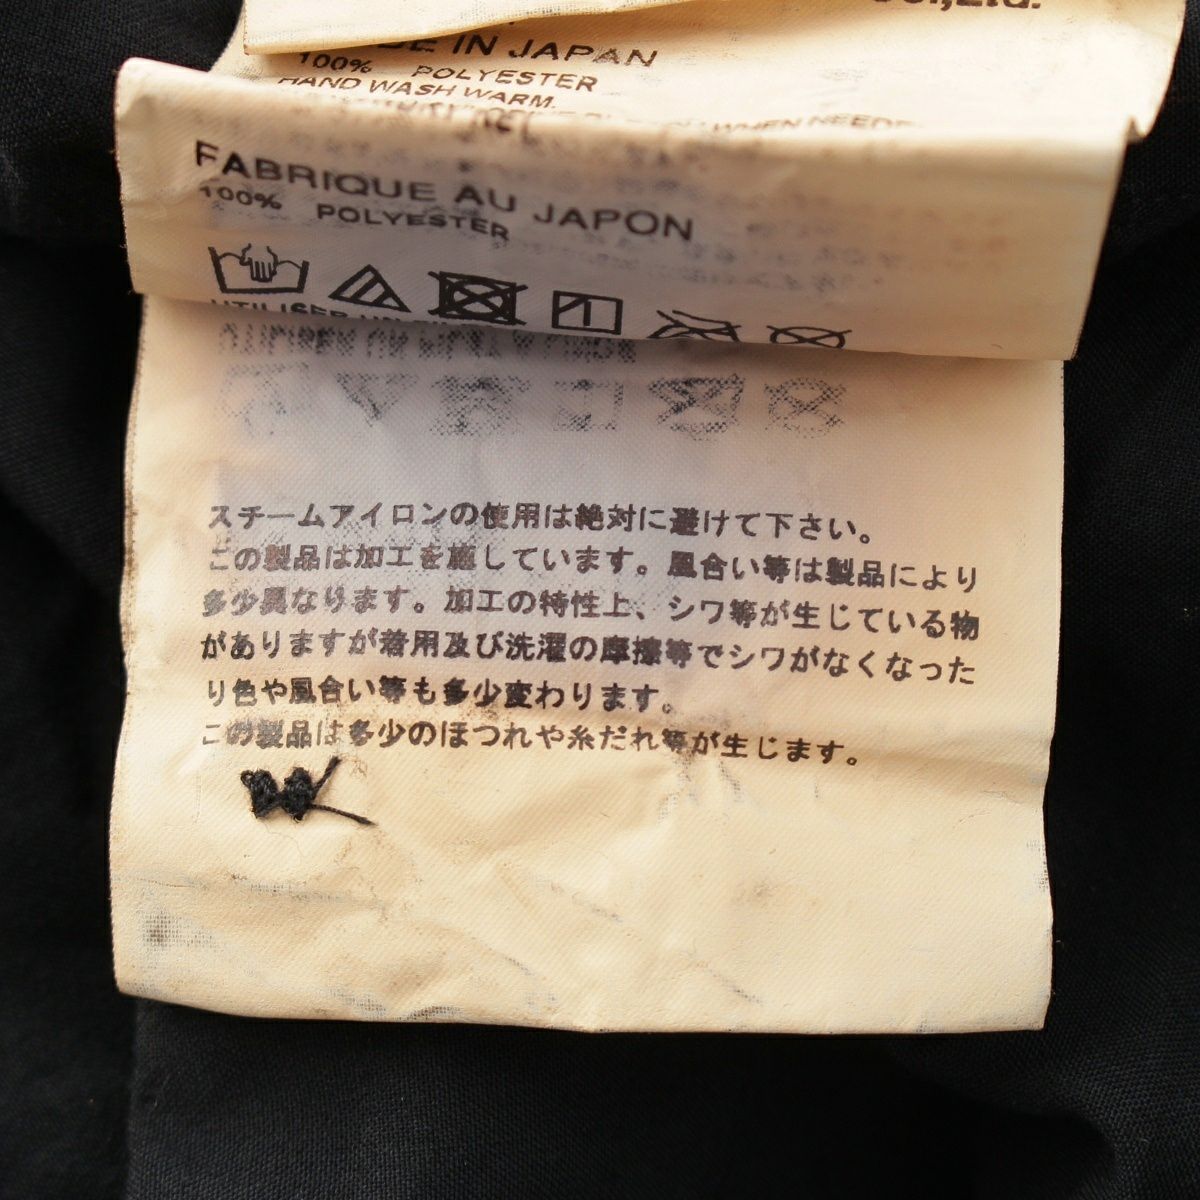 ,Ltd.
DE IN JAPAN
100% POLYESTER
HAND WASH WARM.
WHEN NEEDE
FABRIQUE AU JAPON
100% POLYESTER
UTILISER UN
スチームアイロンの使用は絶対に避けて下さい。
この製品は加工を施しています。風合い等は製品により
多少異なります。加工の特性上、シワ等が生じている物
がありますが着用及び洗濯の摩擦等でシワがなくなった
り色や風合い等も多少変わります。
この製品は多少のほつれや糸だれ等が生じます。